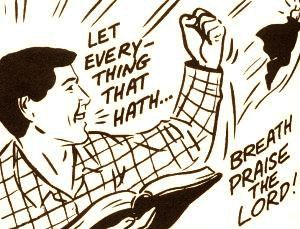 LET
EVERY-
THING
THAT
HATH...
BREATH
PRAISE
THE
LORD!